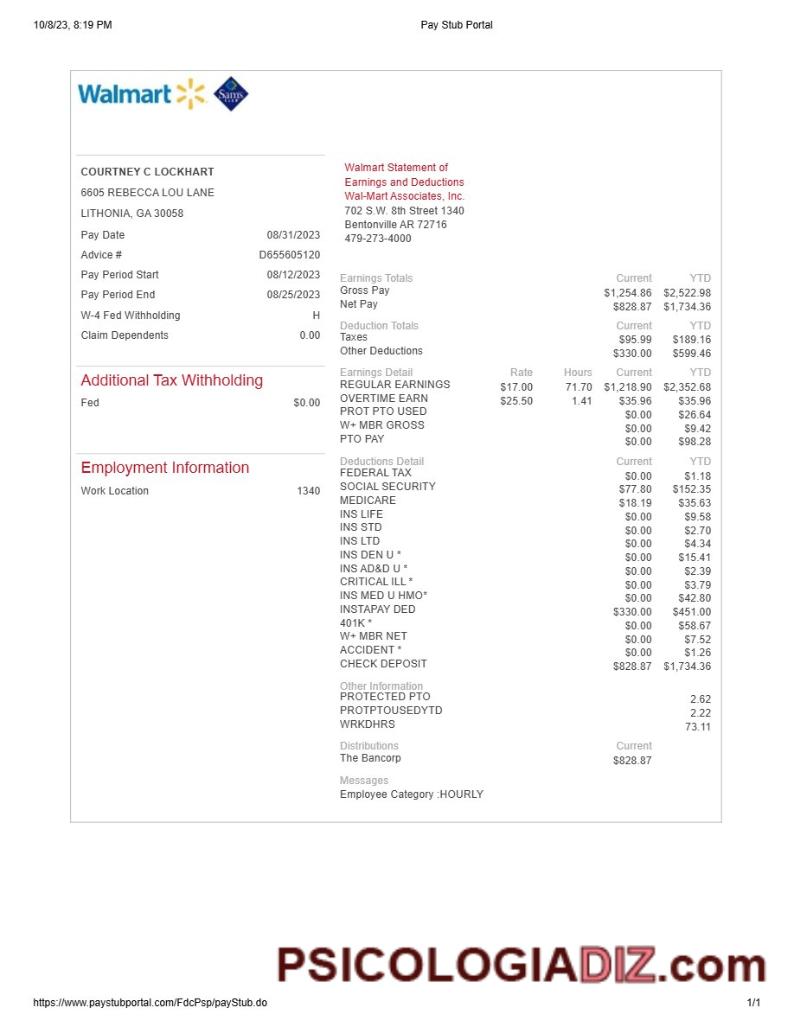 10/8/23, 8:19 PM Pay Stub Portal
Walmart Sam's CLUB
COURTNEY C LOCKHART
6605 REBECCA LOU LANE
LITHONIA, GA 30058
Pay Date 08/31/2023
Advice # D655605120
Pay Period Start 08/12/2023
Pay Period End 08/25/2023
W-4 Fed Withholding H
Claim Dependents 0.00
Additional Tax Withholding
Fed $0.00
Employment Information
Work Location 1340
Walmart Statement of
Earnings and Deductions
Wal-Mart Associates, Inc.
702 S.W. 8th Street 1340
Bentonville AR 72716
479-273-4000
Earnings Totals Current YTD
Gross Pay $1,254.86 $2,522.98
Net Pay $828.87 $1,734.36
Deduction Totals Current YTD
Taxes $95.99 $189.16
Other Deductions $330.00 $599.46
Earnings Detail Rate Hours Current YTD
REGULAR EARNINGS $17.00 71.70 $1,218.90 $2,352.68
OVERTIME EARN $25.50 1.41 $35.96 $35.96
PROT PTO USED $0.00 $26.64
W+ MBR GROSS $0.00 $9.42
PTO PAY $0.00 $98.28
Deductions Detail Current YTD
FEDERAL TAX $0.00 $1.18
SOCIAL SECURITY $77.80 $152.35
MEDICARE $18.19 $35.63
INS LIFE $0.00 $9.58
INS STD $0.00 $2.70
INS LTD $0.00 $4.34
INS DEN U * $0.00 $15.41
INS AD&D U * $0.00 $2.39
CRITICAL ILL * $0.00 $3.79
INS MED U HMO* $0.00 $42.80
INSTAPAY DED $330.00 $451.00
401K * $0.00 $58.67
W+ MBR NET $0.00 $7.52
ACCIDENT * $0.00 $1.26
CHECK DEPOSIT $828.87 $1,734.36
Other Information
PROTECTED PTO 2.62
PROTPTOUSEDYTD 2.22
WRKDHRS 73.11
Distributions Current
The Bancorp $828.87
Messages
Employee Category :HOURLY
PSICOLOGIADIZ.com
https://www.paystubportal.com/FdcPsp/payStub.do 1/1